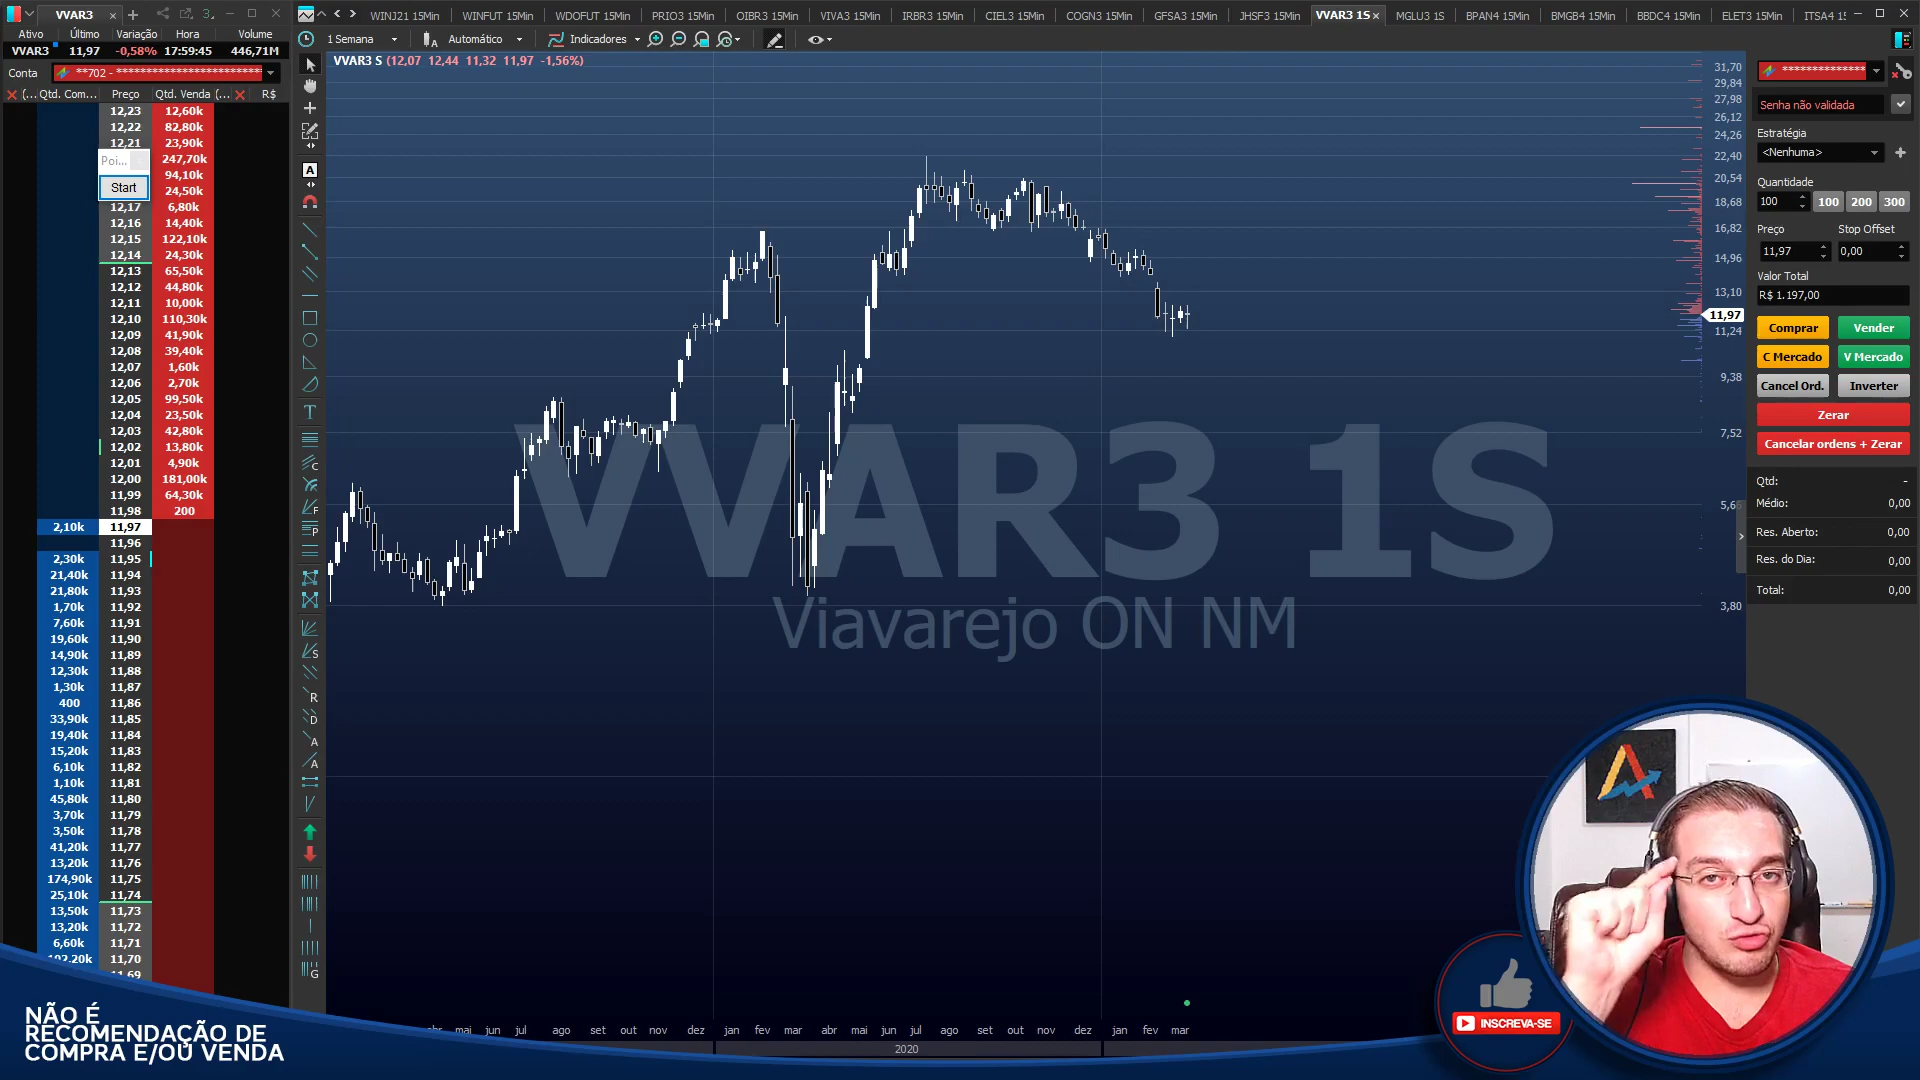 VVAR3
3
Ativo Último Variação Hora Volume
VVAR3 11,97 -0,58% 17:59:45 446,71M
Conta **702 - **************************
(... Qtd. Com... Preço Qtd. Venda (... R$
12,23 12,60k
12,22 82,80k
12,21 23,90k
Poi... 247,70k
94,10k
Start 24,50k
12,17 6,80k
12,16 14,40k
12,15 122,10k
12,14 24,30k
12,13 65,50k
12,12 44,80k
12,11 10,00k
12,10 110,30k
12,09 41,90k
12,08 39,40k
12,07 1,60k
12,06 2,70k
12,05 99,50k
12,04 23,50k
12,03 42,80k
12,02 13,80k
12,01 4,90k
12,00 181,00k
11,99 64,30k
11,98 200
2,10k 11,97
11,96
2,30k 11,95
21,40k 11,94
21,80k 11,93
1,70k 11,92
7,60k 11,91
19,60k 11,90
14,90k 11,89
12,30k 11,88
1,30k 11,87
400 11,86
33,90k 11,85
19,40k 11,84
15,20k 11,83
6,10k 11,82
1,10k 11,81
45,80k 11,80
3,70k 11,79
3,50k 11,78
41,20k 11,77
13,20k 11,76
174,90k 11,75
25,10k 11,74
13,50k 11,73
13,20k 11,72
6,60k 11,71
102,20k 11,70
11,69
NÃO É
RECOMENDAÇÃO DE
COMPRA E/OU VENDA
WINJ21 15Min WINFUT 15Min WDOFUT 15Min PRIO3 15Min OIBR3 15Min VIVA3 15Min IRBR3 15Min CIEL3 15Min COGN3 15Min GFSA3 15Min JHSF3 15Min VVAR3 1S MGLU3 1S BPAN4 15Min BMGB4 15Min BBDC4 15Min ELET3 15Min ITSA4 1
1 Semana Automático Indicadores
VVAR3 S (12,07 12,44 11,32 11,97 -1,56%)
VVAR3 1S
Viavarejo ON NM
31,70
29,84
27,98
26,12
24,26
22,40
20,54
18,68
16,82
14,96
13,10
11,97
11,24
9,38
7,52
5,6
3,80
abr mai jun jul ago set out nov dez jan fev mar abr mai jun jul ago set out nov dez jan fev mar
2020
***************
Senha não validada
Estratégia
<Nenhuma>
Quantidade
100 100 200 300
Preço Stop Offset
11,97 0,00
Valor Total
R$ 1.197,00
Comprar Vender
C Mercado V Mercado
Cancel Ord. Inverter
Zerar
Cancelar ordens + Zerar
Qtd: -
Médio: 0,00
Res. Aberto: 0,00
Res. do Dia: 0,00
Total: 0,00
INSCREVA-SE